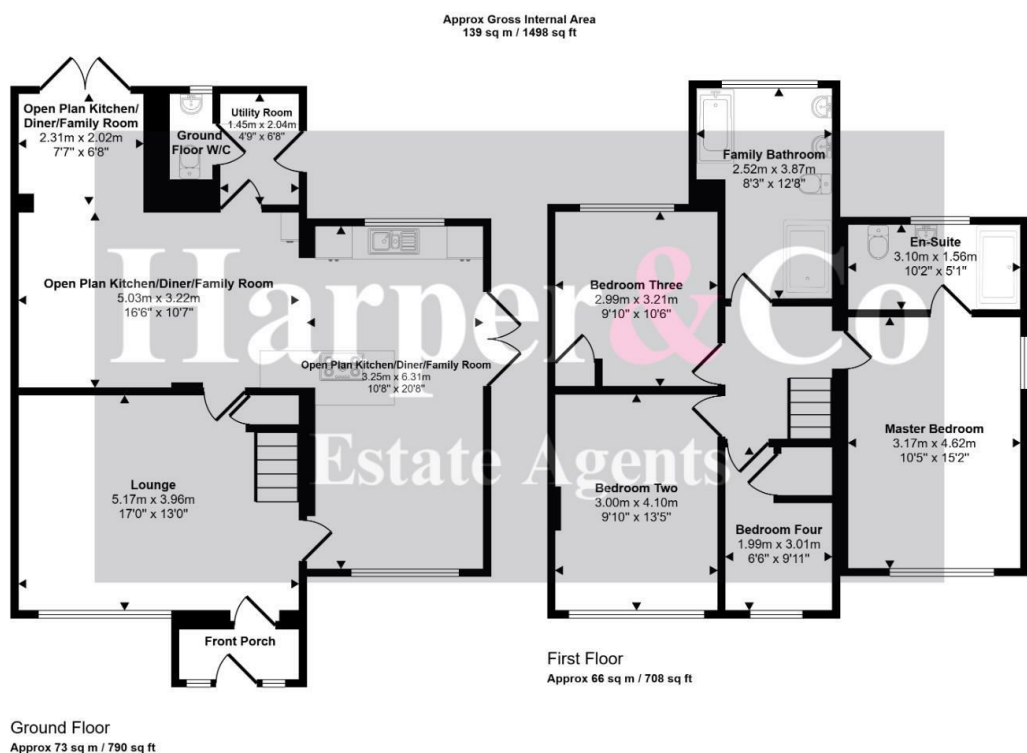 Approx Gross Internal Area
139 sq m / 1498 sq ft
Open Plan Kitchen/
Diner/Family Room
2.31m x 2.02m
7'7" x 6'8"
Ground
Floor W/C
Utility Room
1.45m x 2.04m
4'9" x 6'8"
Open Plan Kitchen/Diner/Family Room
5.03m x 3.22m
16'6" x 10'7"
Open Plan Kitchen/Diner/Family Room
3.25m x 6.31m
10'8" x 20'8"
Lounge
5.17m x 3.96m
17'0" x 13'0"
Front Porch
Ground Floor
Approx 73 sq m / 790 sq ft
Family Bathroom
2.52m x 3.87m
8'3" x 12'8"
En-Suite
3.10m x 1.56m
10'2" x 5'1"
Bedroom Three
2.99m x 3.21m
9'10" x 10'6"
Master Bedroom
3.17m x 4.62m
10'5" x 15'2"
Bedroom Two
3.00m x 4.10m
9'10" x 13'5"
Bedroom Four
1.99m x 3.01m
6'6" x 9'11"
First Floor
Approx 66 sq m / 708 sq ft
Harper&Co
Estate Agents